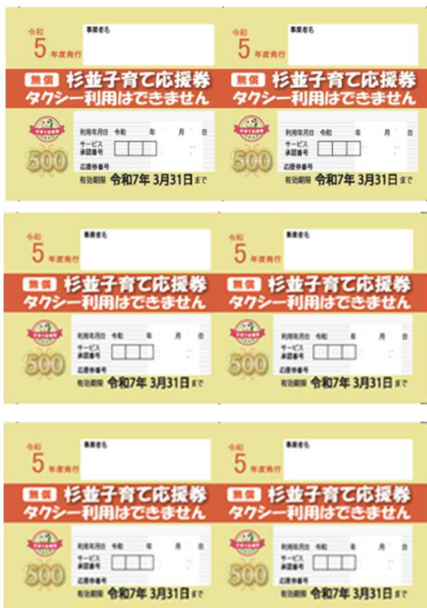 令和
5年度発行
事業者名
無償 杉並子育て応援券
タクシー利用はできません
500
利用年月日 令和 年 月 日
サービス
承認番号
応援券番号
有効期限 令和7年 3月31日まで
令和
5年度発行
事業者名
無償 杉並子育て応援券
タクシー利用はできません
500
利用年月日 令和 年 月 日
サービス
承認番号
応援券番号
有効期限 令和7年 3月31日まで
令和
5年度発行
事業者名
無償 杉並子育て応援券
タクシー利用はできません
500
利用年月日 令和 年 月 日
サービス
承認番号
応援券番号
有効期限 令和7年 3月31日まで
令和
5年度発行
事業者名
無償 杉並子育て応援券
タクシー利用はできません
500
利用年月日 令和 年 月 日
サービス
承認番号
応援券番号
有効期限 令和7年 3月31日まで
令和
5年度発行
事業者名
無償 杉並子育て応援券
タクシー利用はできません
500
利用年月日 令和 年 月 日
サービス
承認番号
応援券番号
有効期限 令和7年 3月31日まで
令和
5年度発行
事業者名
無償 杉並子育て応援券
タクシー利用はできません
500
利用年月日 令和 年 月 日
サービス
承認番号
応援券番号
有効期限 令和7年 3月31日まで